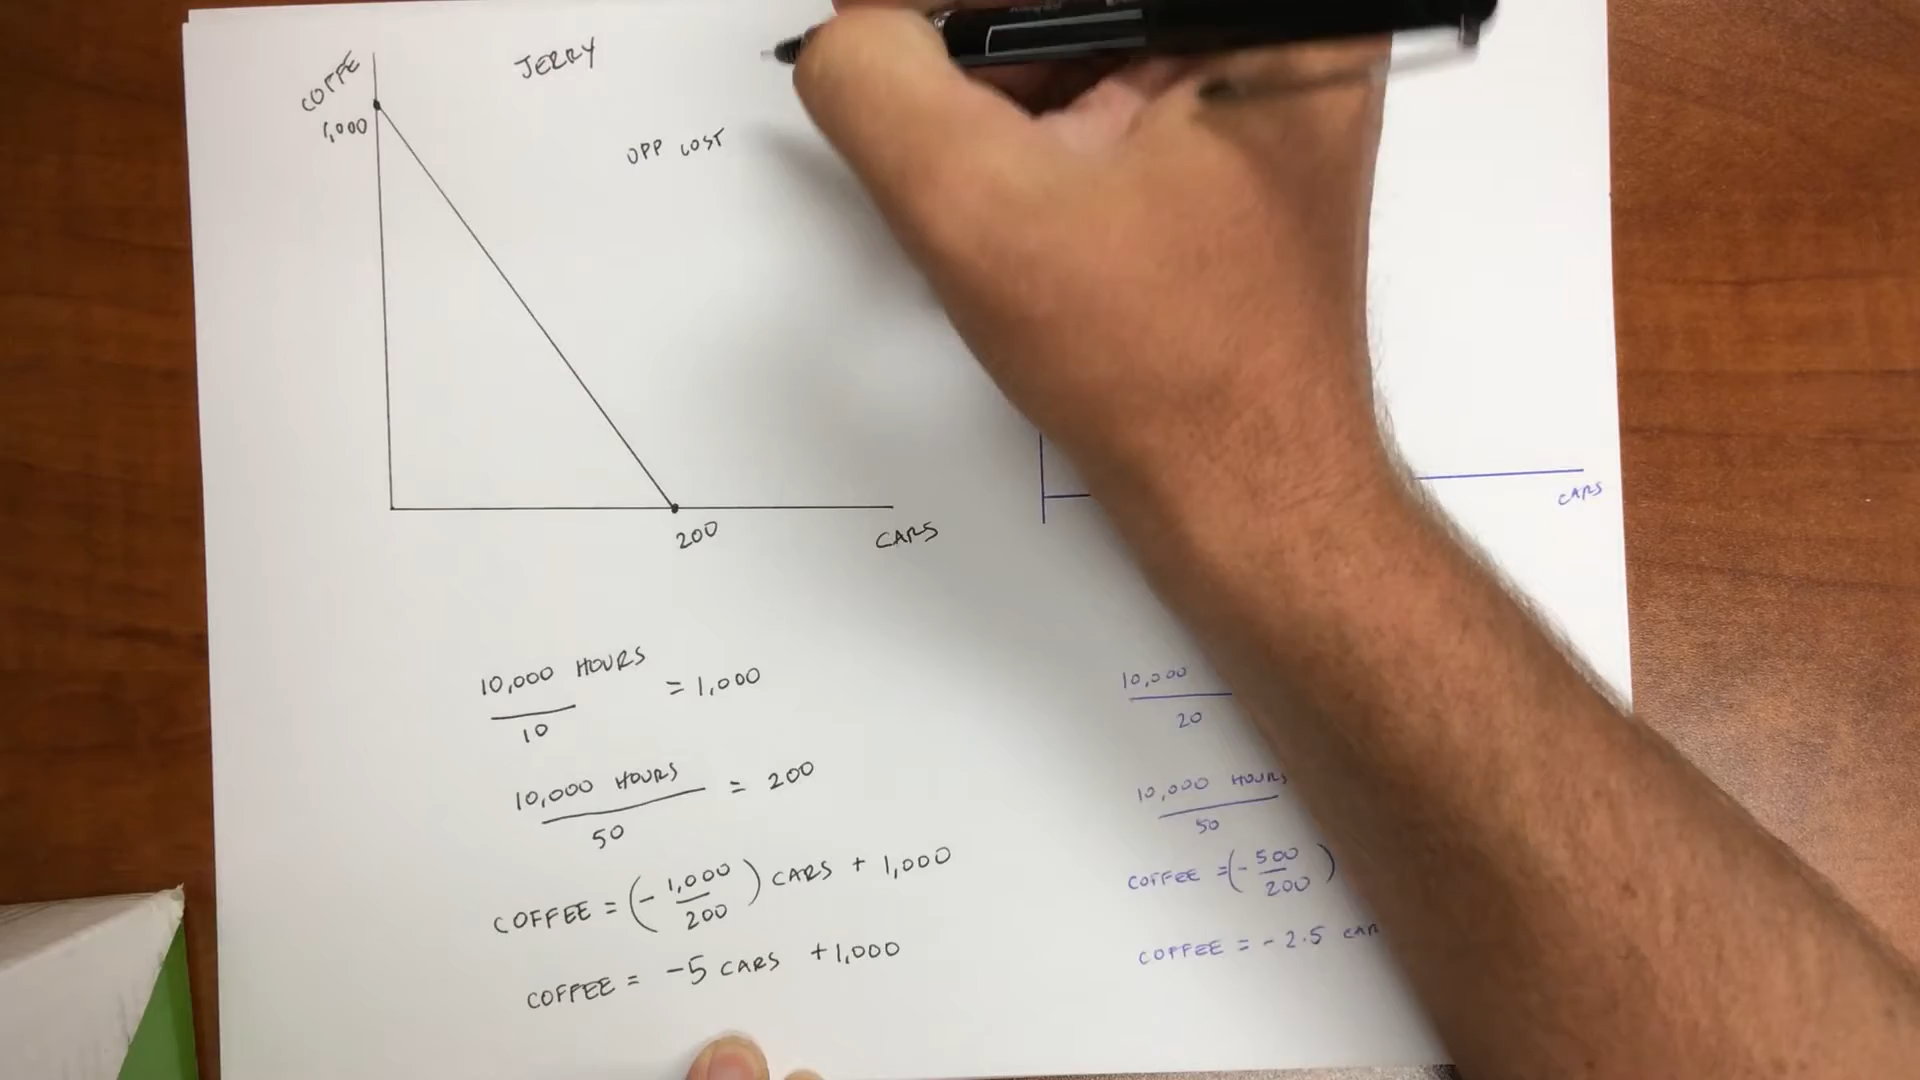 JERRY
COFFE
1,000
OPP COST
200
CARS
10,000 HOURS
10
= 1,000
10,000 HOURS
50
= 200
COFFEE = (- 1,000
200
) CARS + 1,000
COFFEE = -5 CARS +1,000
CARS
10,000
20
10,000 HOURS
50
COFFEE =(- 500
200
)
COFFEE = - 2.5